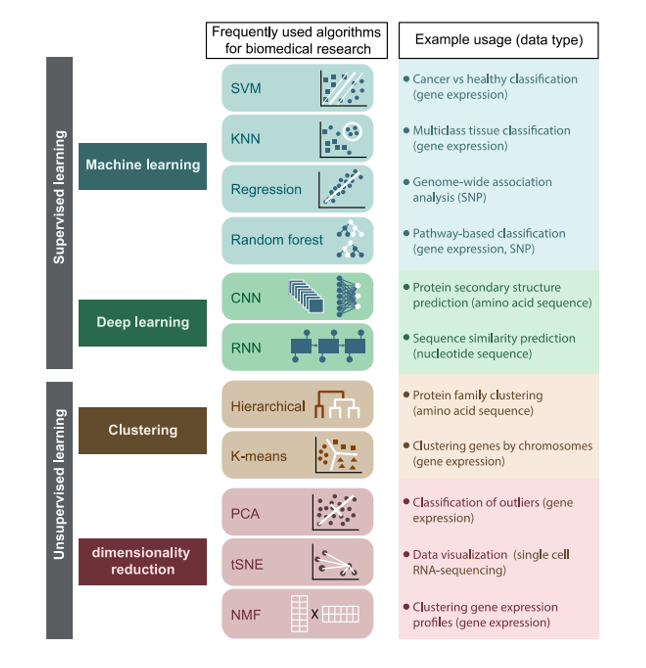 Frequently used algorithms
for biomedical research
Example usage (data type)
Supervised learning
Machine learning
SVM
• Cancer vs healthy classification
(gene expression)
KNN
• Multiclass tissue classification
(gene expression)
Regression
• Genome-wide association
analysis (SNP)
Random forest
• Pathway-based classification
(gene expression, SNP)
Deep learning
CNN
• Protein secondary structure
prediction (amino acid sequence)
RNN
• Sequence similarity prediction
(nucleotide sequence)
Unsupervised learning
Clustering
Hierarchical
• Protein family clustering
(amino acid sequence)
K-means
• Clustering genes by chromosomes
(gene expression)
dimensionality
reduction
PCA
• Classification of outliers (gene
expression)
tSNE
• Data visualization (single cell
RNA-sequencing)
NMF
X
• Clustering gene expression
profiles (gene expression)